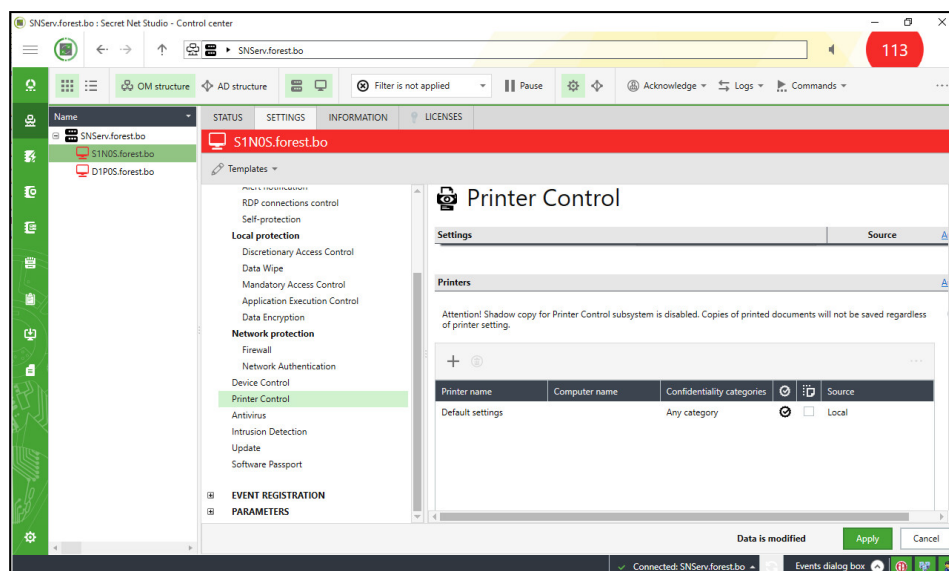 SNServ.forest.bo : Secret Net Studio - Control center
SNServ.forest.bo
113
OM structure
AD structure
Filter is not applied
Pause
Acknowledge
Logs
Commands
Name
SNServ.forest.bo
S1N0S.forest.bo
D1P0S.forest.bo
STATUS
SETTINGS
INFORMATION
LICENSES
S1N0S.forest.bo
Templates
Alert notification
RDP connections control
Self-protection
Local protection
Discretionary Access Control
Data Wipe
Mandatory Access Control
Application Execution Control
Data Encryption
Network protection
Firewall
Network Authentication
Device Control
Printer Control
Antivirus
Intrusion Detection
Update
Software Passport
EVENT REGISTRATION
PARAMETERS
Printer Control
Settings Source A
Printers A
Attention! Shadow copy for Printer Control subsystem is disabled. Copies of printed documents will not be saved regardless
of printer setting.
Printer name Computer name Confidentiality categories Source
Default settings Any category Local
Data is modified
Apply
Cancel
Connected: SNServ.forest.bo
Events dialog box